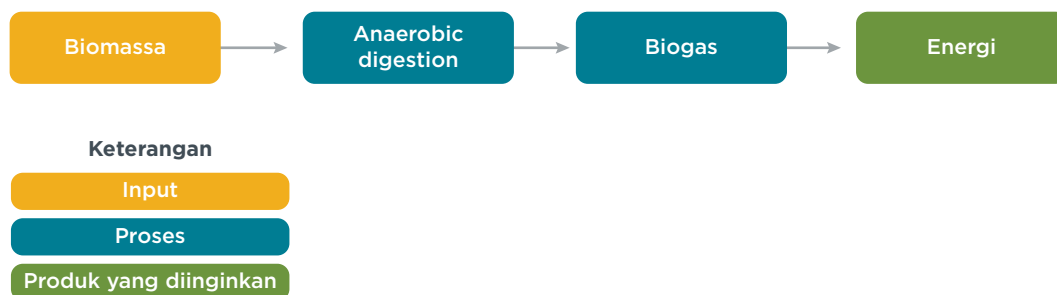 Biomassa
Anaerobic
digestion
Biogas
Energi
Keterangan
Input
Proses
Produk yang diinginkan